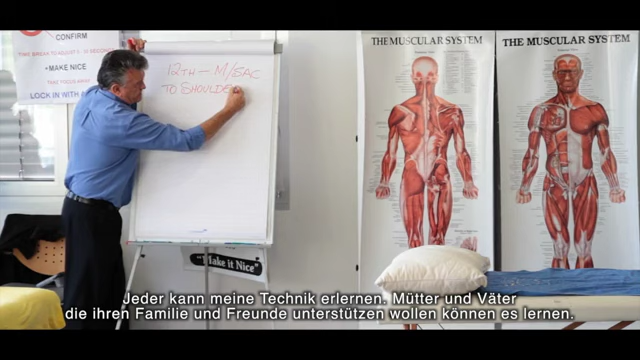 CONFIRM
+MAKE NICE
LOCK IN WITH A
12TH – M/SAC
TO SHOULDE
THE MUSCULAR SYSTEM
THE MUSCULAR SYSTEM
"Make it Nice"
Jeder kann meine Technik erlernen. Mütter und Väter
die ihren Familie und Freunde unterstützen wollen können es lernen.